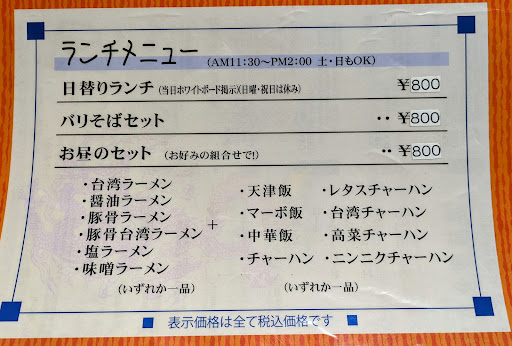 ランチメニュー (AM11:30～PM2:00 土・日もOK)
日替りランチ (当日ホワイトボード掲示)(日曜・祝日は休み) ￥800
バリそばセット ・・ ￥800
お昼のセット (お好みの組合せで!) ・・ ￥800
・台湾ラーメン ・天津飯 ・レタスチャーハン
・醤油ラーメン
・豚骨ラーメン ・マーボ飯 ・台湾チャーハン
・豚骨台湾ラーメン + ・中華飯 ・高菜チャーハン
・塩ラーメン ・チャーハン ・ニンニクチャーハン
・味噌ラーメン
(いずれか一品) (いずれか一品)
■ 表示価格は全て税込価格です ■